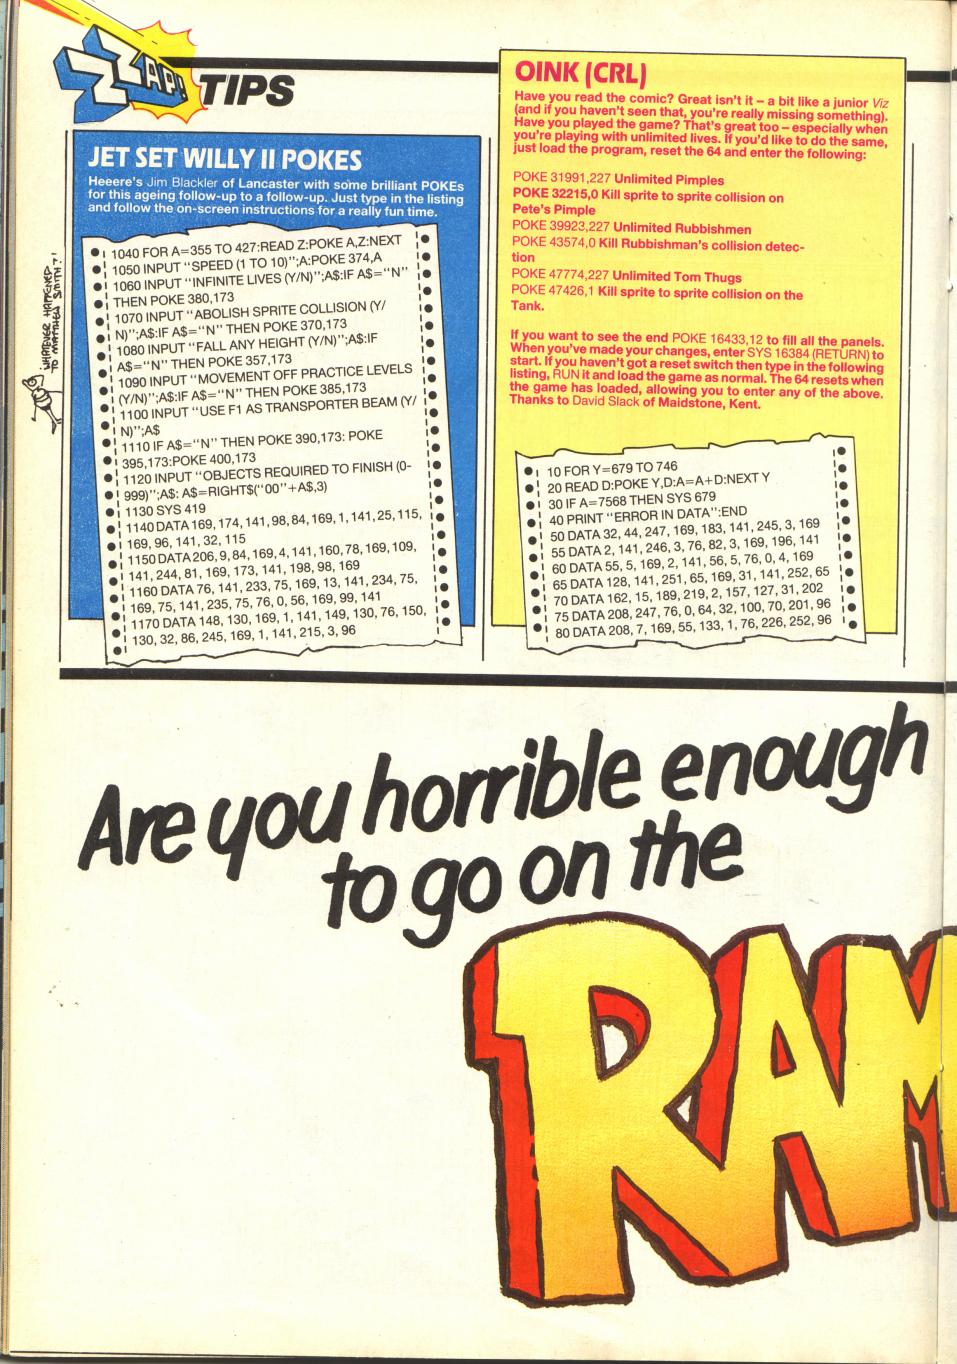 ZZAP! TIPS
JET SET WILLY II POKES
Heeere's Jim Blackler of Lancaster with some brilliant POKEs
for this ageing follow-up to a follow-up. Just type in the listing
and follow the on-screen instructions for a really fun time.
1040 FOR A=355 TO 427:READ Z:POKE A,Z:NEXT
1050 INPUT "SPEED (1 TO 10)";A:POKE 374,A
1060 INPUT "INFINITE LIVES (Y/N)";A$:IF A$="N"
THEN POKE 380,173
1070 INPUT "ABOLISH SPRITE COLLISION (Y/
N)";A$:IF A$="N" THEN POKE 370,173
1080 INPUT "FALL ANY HEIGHT (Y/N)";A$:IF
A$="N" THEN POKE 357,173
1090 INPUT "MOVEMENT OFF PRACTICE LEVELS
(Y/N)";A$:IF A$="N" THEN POKE 385,173
1100 INPUT "USE F1 AS TRANSPORTER BEAM (Y/
N)";A$
1110 IF A$="N" THEN POKE 390,173: POKE
395,173:POKE 400,173
1120 INPUT "OBJECTS REQUIRED TO FINISH (0-
999)";A$: A$=RIGHT$("00"+A$,3)
1130 SYS 419
1140 DATA 169, 174, 141, 98, 84, 169, 1, 141, 25, 115,
169, 96, 141, 32, 115
1150 DATA 206, 9, 84, 169, 4, 141, 160, 78, 169, 109,
141, 244, 81, 169, 173, 141, 198, 98, 169
1160 DATA 76, 141, 233, 75, 169, 13, 141, 234, 75,
169, 75, 141, 235, 75, 76, 0, 56, 169, 99, 141
1170 DATA 148, 130, 169, 1, 141, 149, 130, 76, 150,
130, 32, 86, 245, 169, 1, 141, 215, 3, 96
WHATEVER HAPPENED
TO MATTHEW SMITH?!
OINK (CRL)
Have you read the comic? Great isn't it – a bit like a junior Viz
(and if you haven't seen that, you're really missing something).
Have you played the game? That's great too – especially when
you're playing with unlimited lives. If you'd like to do the same,
just load the program, reset the 64 and enter the following:
POKE 31991,227 Unlimited Pimples
POKE 32215,0 Kill sprite to sprite collision on
Pete's Pimple
POKE 39923,227 Unlimited Rubbishmen
POKE 43574,0 Kill Rubbishman's collision detec-
tion
POKE 47774,227 Unlimited Tom Thugs
POKE 47426,1 Kill sprite to sprite collision on the
Tank.
If you want to see the end POKE 16433,12 to fill all the panels.
When you've made your changes, enter SYS 16384 (RETURN) to
start. If you haven't got a reset switch then type in the following
listing, RUN it and load the game as normal. The 64 resets when
the game has loaded, allowing you to enter any of the above.
Thanks to David Slack of Maidstone, Kent.
10 FOR Y=679 TO 746
20 READ D:POKE Y,D:A=A+D:NEXT Y
30 IF A=7568 THEN SYS 679
40 PRINT "ERROR IN DATA":END
50 DATA 32, 44, 247, 169, 183, 141, 245, 3, 169
55 DATA 2, 141, 246, 3, 76, 82, 3, 169, 196, 141
60 DATA 55, 5, 169, 2, 141, 56, 5, 76, 0, 4, 169
65 DATA 128, 141, 251, 65, 169, 31, 141, 252, 65
70 DATA 162, 15, 189, 219, 2, 157, 127, 31, 202
75 DATA 208, 247, 76, 0, 64, 32, 100, 70, 201, 96
80 DATA 208, 7, 169, 55, 133, 1, 76, 226, 252, 96
Are you horrible enough
to go on the
RAM